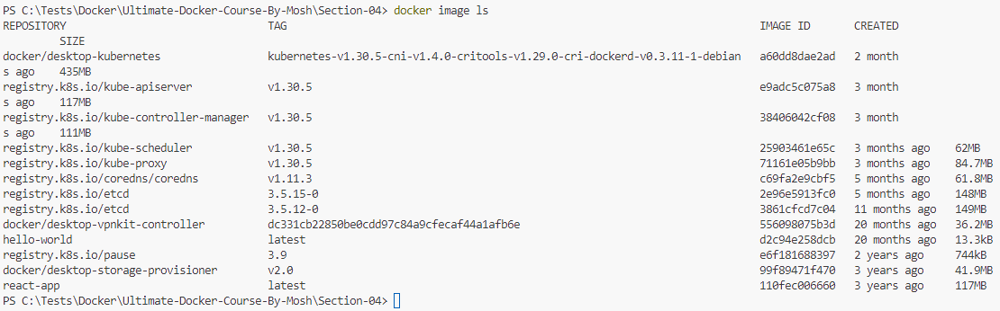 PS C:\Tests\Docker\Ultimate-Docker-Course-By-Mosh\Section-04> docker image ls
REPOSITORY TAG IMAGE ID CREATED
SIZE
docker/desktop-kubernetes kubernetes-v1.30.5-cni-v1.4.0-critools-v1.29.0-cri-dockerd-v0.3.11-1-debian a60dd8dae2ad 2 month
s ago 435MB
registry.k8s.io/kube-apiserver v1.30.5 e9adc5c075a8 3 month
s ago 117MB
registry.k8s.io/kube-controller-manager v1.30.5 38406042cf08 3 month
s ago 111MB
registry.k8s.io/kube-scheduler v1.30.5 25903461e65c 3 months ago 62MB
registry.k8s.io/kube-proxy v1.30.5 71161e05b9bb 3 months ago 84.7MB
registry.k8s.io/coredns/coredns v1.11.3 c69fa2e9cbf5 5 months ago 61.8MB
registry.k8s.io/etcd 3.5.15-0 2e96e5913fc0 5 months ago 148MB
registry.k8s.io/etcd 3.5.12-0 3861cfcd7c04 11 months ago 149MB
docker/desktop-vpnkit-controller dc331cb22850be0cdd97c84a9cfecaf44a1afb6e 556098075b3d 20 months ago 36.2MB
hello-world latest d2c94e258dcb 20 months ago 13.3kB
registry.k8s.io/pause 3.9 e6f181688397 2 years ago 744kB
docker/desktop-storage-provisioner v2.0 99f89471f470 3 years ago 41.9MB
react-app latest 110fec006660 3 years ago 117MB
PS C:\Tests\Docker\Ultimate-Docker-Course-By-Mosh\Section-04>